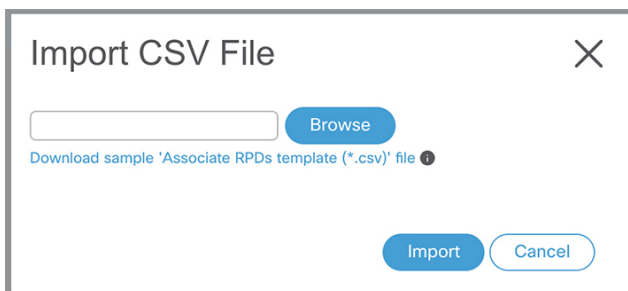 Import CSV File
Browse
Download sample 'Associate RPDs template (*.csv)' file
Import
Cancel